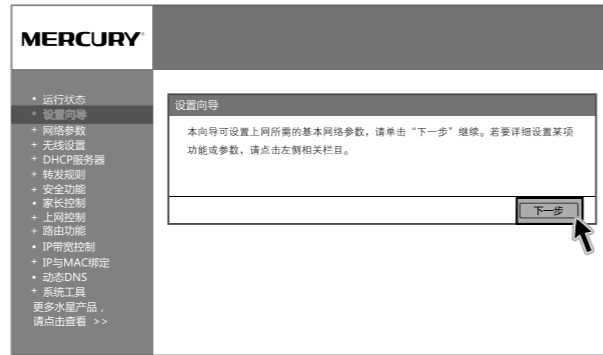 MERCURY
• 运行状态
• 设置向导
+ 网络参数
+ 无线设置
+ DHCP服务器
+ 转发规则
+ 安全功能
• 家长控制
+ 上网控制
+ 路由功能
• IP带宽控制
+ IP与MAC绑定
• 动态DNS
+ 系统工具
更多水星产品，
请点击查看 >>
设置向导
本向导可设置上网所需的基本网络参数，请单击“下一步”继续。若要详细设置某项
功能或参数，请点击左侧相关栏目。
下一步